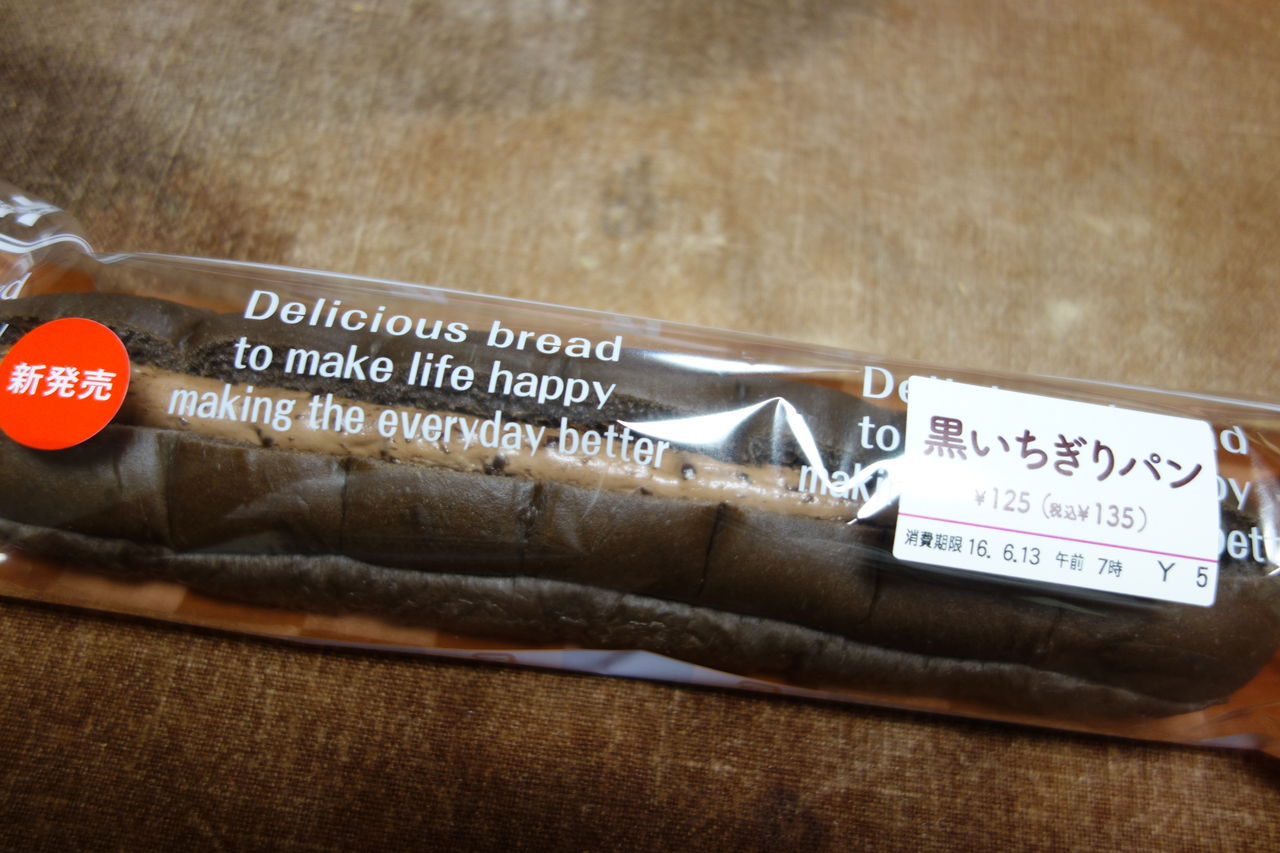 新発売
Delicious bread
to make life happy
making the everyday better
to
黒いちぎりパン
¥125(税込¥135)
消費期限 16. 6.13 午前 7時 Y 5